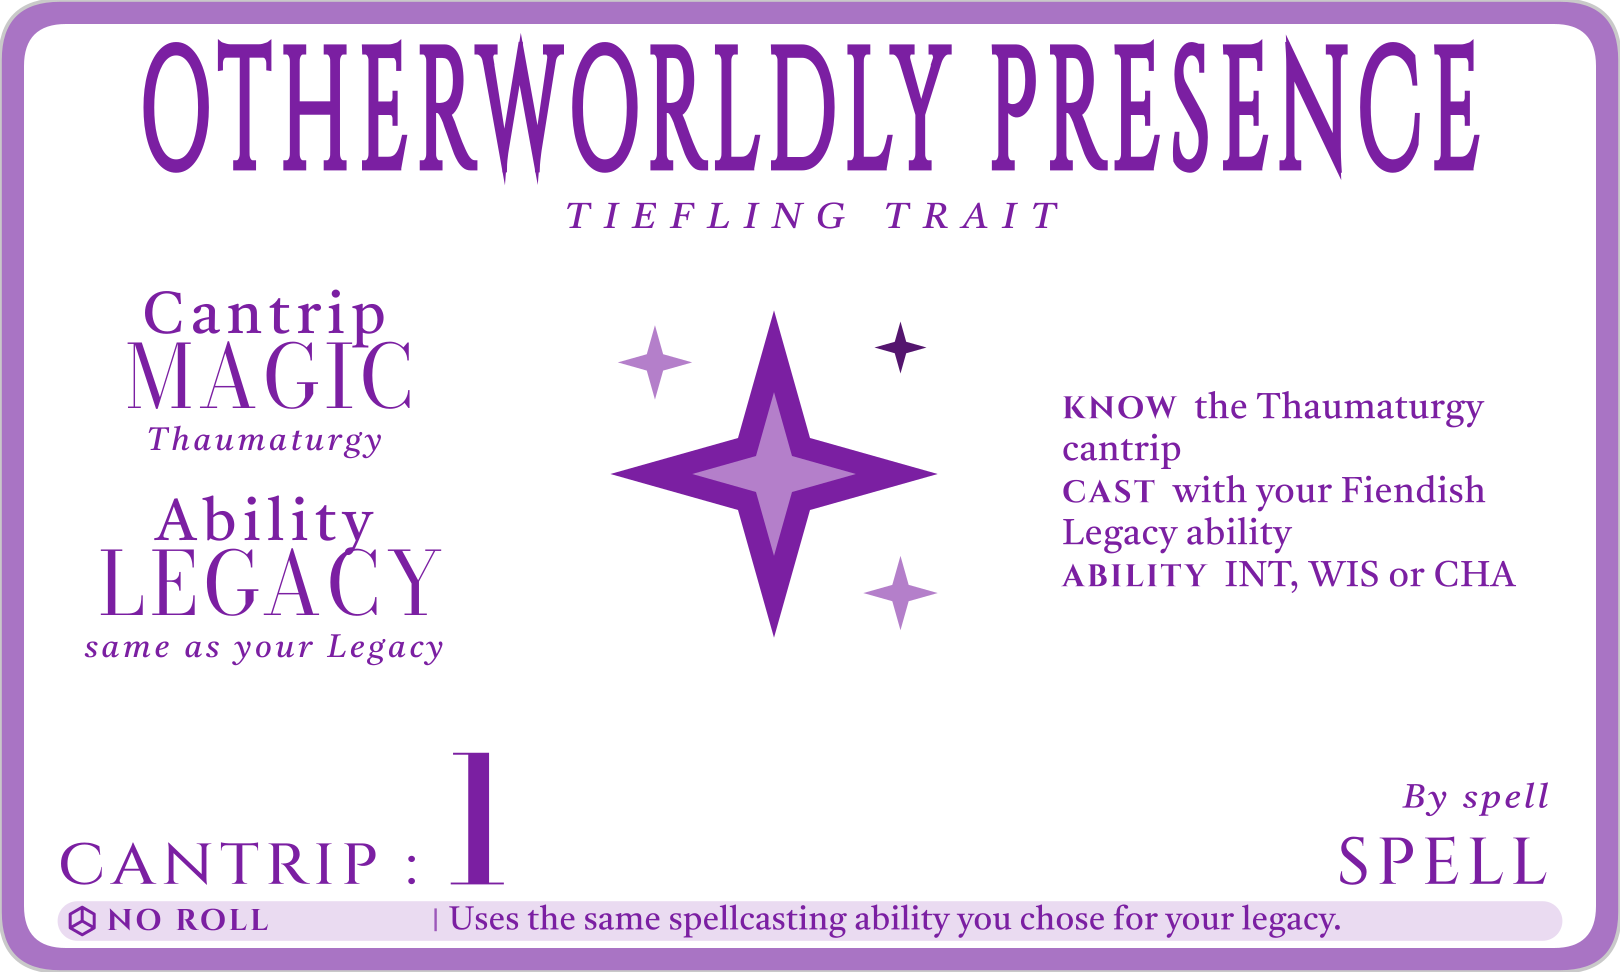 OTHERWORLDLY PRESENCE
TIEFLING TRAIT
Cantrip
MAGIC
Thaumaturgy
Ability
LEGACY
same as your Legacy
KNOW the Thaumaturgy
cantrip
CAST with your Fiendish
Legacy ability
ABILITY INT, WIS or CHA
CANTRIP : 1
By spell
SPELL
NO ROLL | Uses the same spellcasting ability you chose for your legacy.